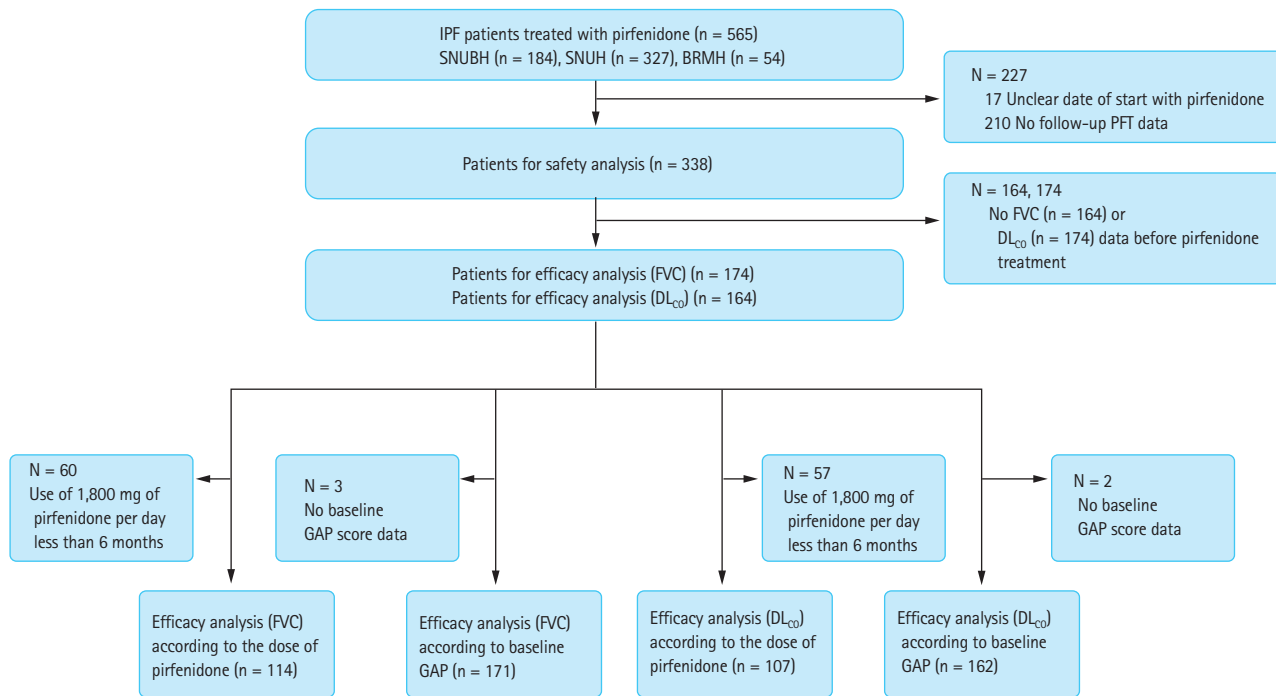 IPF patients treated with pirfenidone (n = 565)
SNUBH (n = 184), SNUH (n = 327), BRMH (n = 54)
N = 227
17 Unclear date of start with pirfenidone
210 No follow-up PFT data
Patients for safety analysis (n = 338)
N = 164, 174
No FVC (n = 164) or
DLco (n = 174) data before pirfenidone
treatment
Patients for efficacy analysis (FVC) (n = 174)
Patients for efficacy analysis (DLco) (n = 164)
N = 60
Use of 1,800 mg of
pirfenidone per day
less than 6 months
N = 3
No baseline
GAP score data
N = 57
Use of 1,800 mg of
pirfenidone per day
less than 6 months
N = 2
No baseline
GAP score data
Efficacy analysis (FVC)
according to the dose of
pirfenidone (n = 114)
Efficacy analysis (FVC)
according to baseline
GAP (n = 171)
Efficacy analysis (DLco)
according to the dose of
pirfenidone (n = 107)
Efficacy analysis (DLco)
according to baseline
GAP (n = 162)